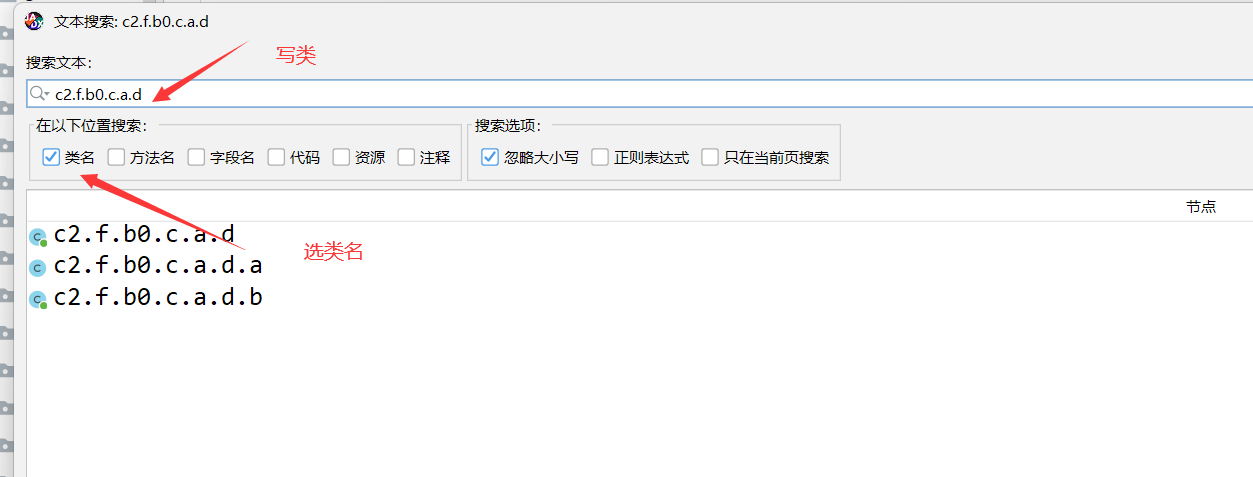 文本搜索: c2.f.b0.c.a.d
写类
搜索文本:
c2.f.b0.c.a.d
在以下位置搜索: 搜索选项:
类名 方法名 字段名 代码 资源 注释 忽略大小写 正则表达式 只在当前页搜索
节点
c2.f.b0.c.a.d
选类名
c2.f.b0.c.a.d.a
c2.f.b0.c.a.d.b